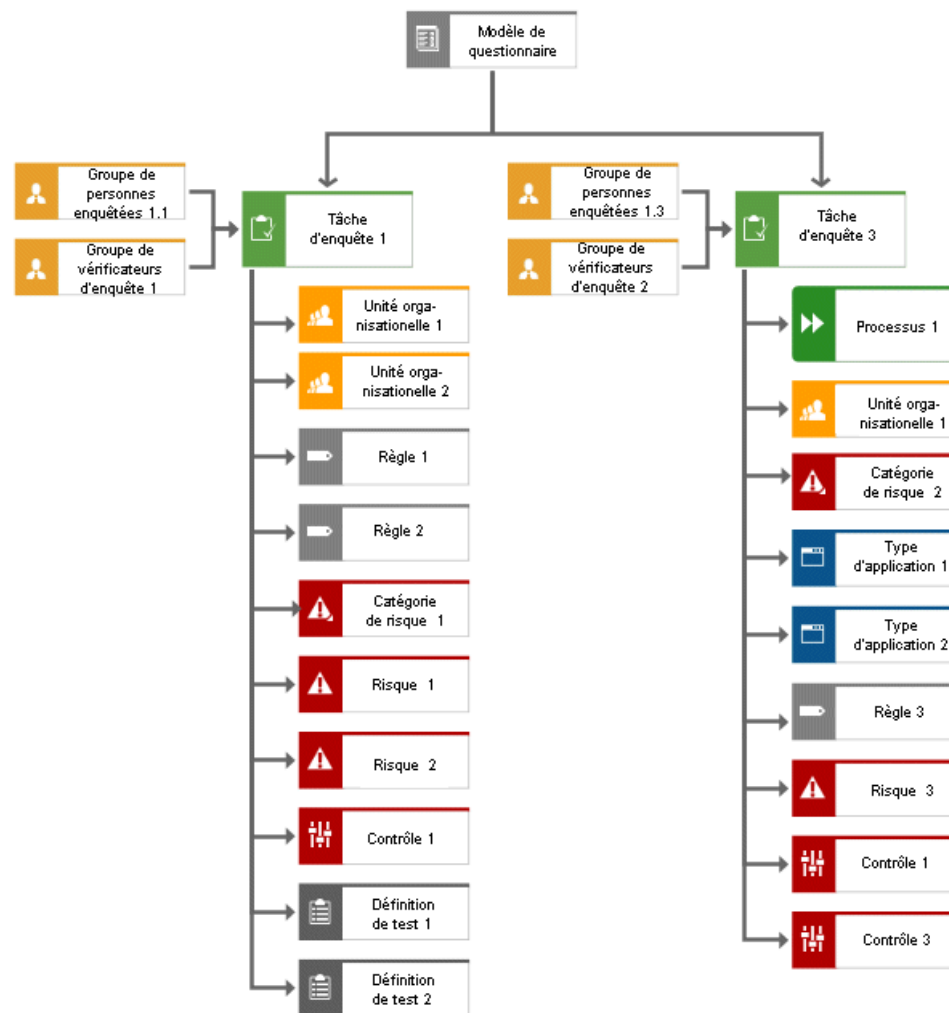 Modèle de
questionnaire
Groupe de
personnes
enquêtées 1.1
Groupe de
vérificateurs
d'enquête 1
Tâche
d'enquête 1
Unité orga-
nisationelle 1
Unité orga-
nisationelle 2
Règle 1
Règle 2
Catégorie
de risque 1
Risque 1
Risque 2
Contrôle 1
Définition
de test 1
Définition
de test 2
Groupe de
personnes
enquêtées 1.3
Groupe de
vérificateurs
d'enquête 2
Tâche
d'enquête 3
Processus 1
Unité orga-
nisationelle 1
Catégorie
de risque 2
Type
d'application 1
Type
d'application 2
Règle 3
Risque 3
Contrôle 1
Contrôle 3